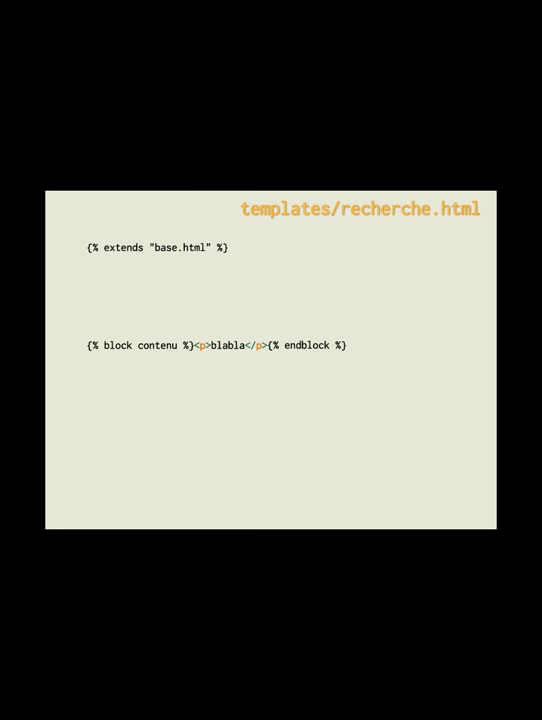 templates/recherche.html
{% extends "base.html" %}
{% block contenu %}<p>blabla</p>{% endblock %}